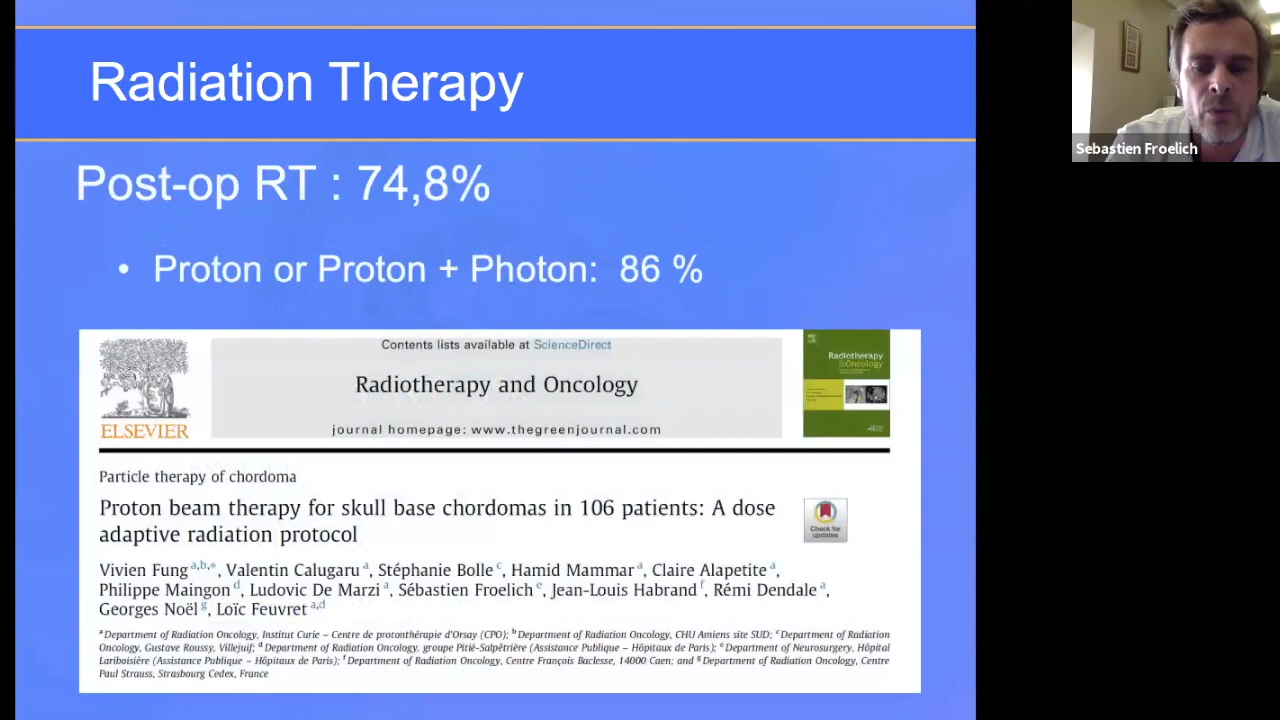 Radiation Therapy
Sebastien Froelich
Post-op RT : 74,8%
• Proton or Proton + Photon: 86 %
Contents lists available at ScienceDirect
Radiotherapy and Oncology
journal homepage: www.thegreenjournal.com
ELSEVIER
Radiotherapy
&Oncology
Particle therapy of chordoma
Proton beam therapy for skull base chordomas in 106 patients: A dose
adaptive radiation protocol
Check for
updates
Vivien Fung a,b,*, Valentin Calugaru a, Stéphanie Bolle c, Hamid Mammar a, Claire Alapetite a,
Philippe Maingon d, Ludovic De Marzi a, Sébastien Froelich e, Jean-Louis Habrand f, Rémi Dendale a,
Georges Noël g, Loïc Feuvret a,d
a Department of Radiation Oncology, Institut Curie – Centre de protonthérapie d'Orsay (CPO); b Department of Radiation Oncology, CHU Amiens site SUD; c Department of Radiation
Oncology, Gustave Roussy, Villejuif; d Department of Radiation Oncology, groupe Pitié-Salpêtrière (Assistance Publique – Hôpitaux de Paris); e Department of Neurosurgery, Hôpital
Lariboisière (Assistance Publique – Hôpitaux de Paris); f Department of Radiation Oncology, Centre François Baclesse, 14000 Caen; and g Department of Radiation Oncology, Centre
Paul Strauss, Strasbourg Cedex, France